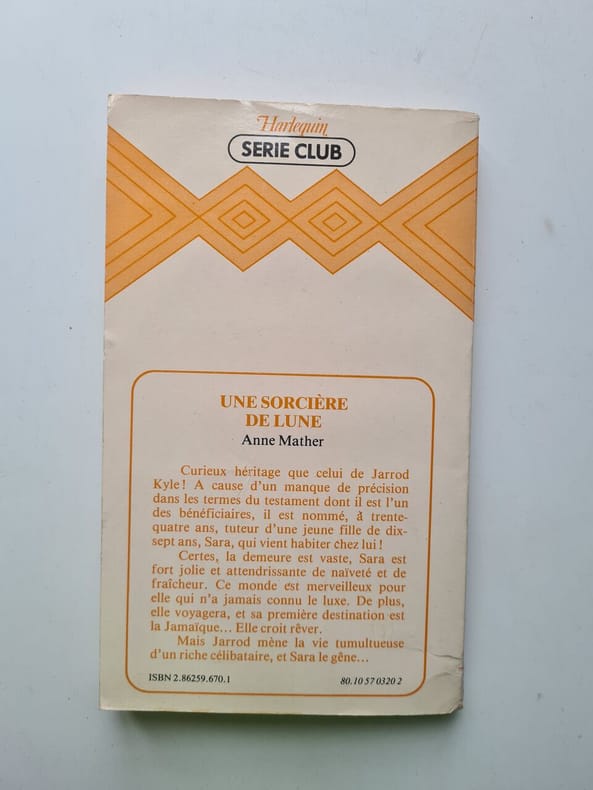 Harlequin
SERIE CLUB
UNE SORCIÈRE
DE LUNE
Anne Mather
Curieux héritage que celui de Jarrod
Kyle! A cause d'un manque de précision
dans les termes du testament dont il est l'un
des bénéficiaires, il est nommé, à trente-
quatre ans, tuteur d'une jeune fille de dix-
sept ans, Sara, qui vient habiter chez lui!
Certes, la demeure est vaste, Sara est
fort jolie et attendrissante de naïveté et de
fraîcheur. Ce monde est merveilleux pour
elle qui n'a jamais connu le luxe. De plus,
elle voyagera, et sa première destination est
la Jamaïque... Elle croit rêver.
Mais Jarrod mène la vie tumultueuse
d'un riche célibataire, et Sara le gêne...
ISBN 2.86259.670.1
80.10 57 0320 2